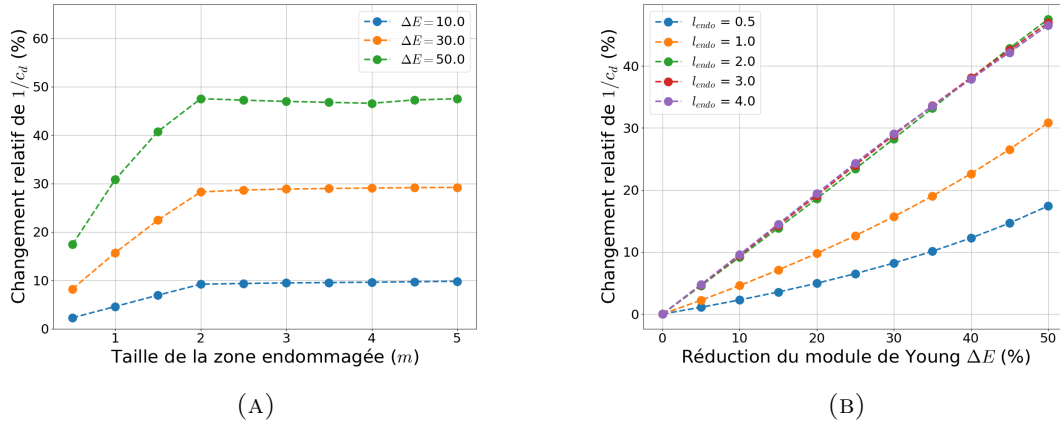 60
50
40
30
20
10
0
Changement relatif de 1/c_d (%)
ΔE = 10.0
ΔE = 30.0
ΔE = 50.0
1 2 3 4 5
Taille de la zone endommagée (m)
(A)
40
30
20
10
0
Changement relatif de 1/c_d (%)
l_endo = 0.5
l_endo = 1.0
l_endo = 2.0
l_endo = 3.0
l_endo = 4.0
0 10 20 30 40 50
Réduction du module de Young ΔE (%)
(B)